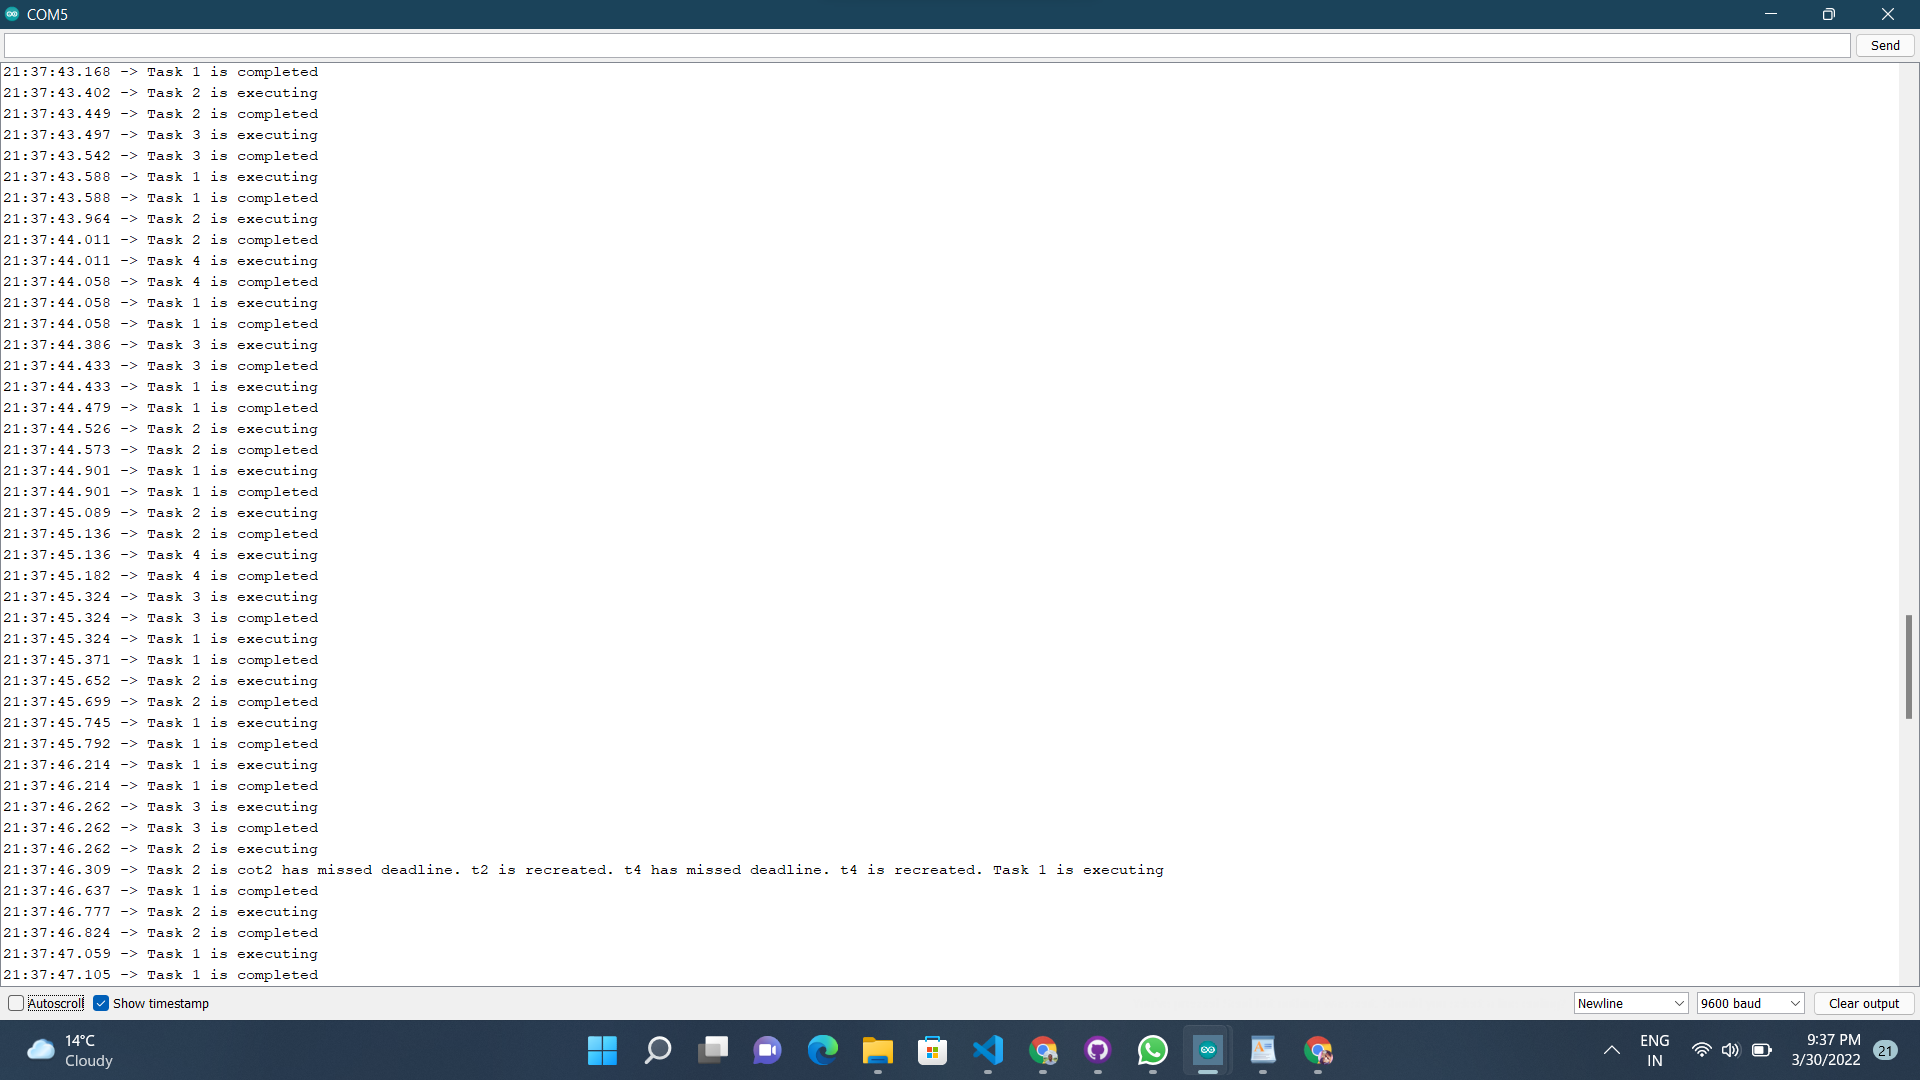 COM5
Send
21:37:43.168 -> Task 1 is completed
21:37:43.402 -> Task 2 is executing
21:37:43.449 -> Task 2 is completed
21:37:43.497 -> Task 3 is executing
21:37:43.542 -> Task 3 is completed
21:37:43.588 -> Task 1 is executing
21:37:43.588 -> Task 1 is completed
21:37:43.964 -> Task 2 is executing
21:37:44.011 -> Task 2 is completed
21:37:44.011 -> Task 4 is executing
21:37:44.058 -> Task 4 is completed
21:37:44.058 -> Task 1 is executing
21:37:44.058 -> Task 1 is completed
21:37:44.386 -> Task 3 is executing
21:37:44.433 -> Task 3 is completed
21:37:44.433 -> Task 1 is executing
21:37:44.479 -> Task 1 is completed
21:37:44.526 -> Task 2 is executing
21:37:44.573 -> Task 2 is completed
21:37:44.901 -> Task 1 is executing
21:37:44.901 -> Task 1 is completed
21:37:45.089 -> Task 2 is executing
21:37:45.136 -> Task 2 is completed
21:37:45.136 -> Task 4 is executing
21:37:45.182 -> Task 4 is completed
21:37:45.324 -> Task 3 is executing
21:37:45.324 -> Task 3 is completed
21:37:45.324 -> Task 1 is executing
21:37:45.371 -> Task 1 is completed
21:37:45.652 -> Task 2 is executing
21:37:45.699 -> Task 2 is completed
21:37:45.745 -> Task 1 is executing
21:37:45.792 -> Task 1 is completed
21:37:46.214 -> Task 1 is executing
21:37:46.214 -> Task 1 is completed
21:37:46.262 -> Task 3 is executing
21:37:46.262 -> Task 3 is completed
21:37:46.262 -> Task 2 is executing
21:37:46.309 -> Task 2 is cot2 has missed deadline. t2 is recreated. t4 has missed deadline. t4 is recreated. Task 1 is executing
21:37:46.637 -> Task 1 is completed
21:37:46.777 -> Task 2 is executing
21:37:46.824 -> Task 2 is completed
21:37:47.059 -> Task 1 is executing
21:37:47.105 -> Task 1 is completed
Autoscroll Show timestamp Newline 9600 baud Clear output
14°C
Cloudy
ENG
IN
9:37 PM
3/30/2022
21